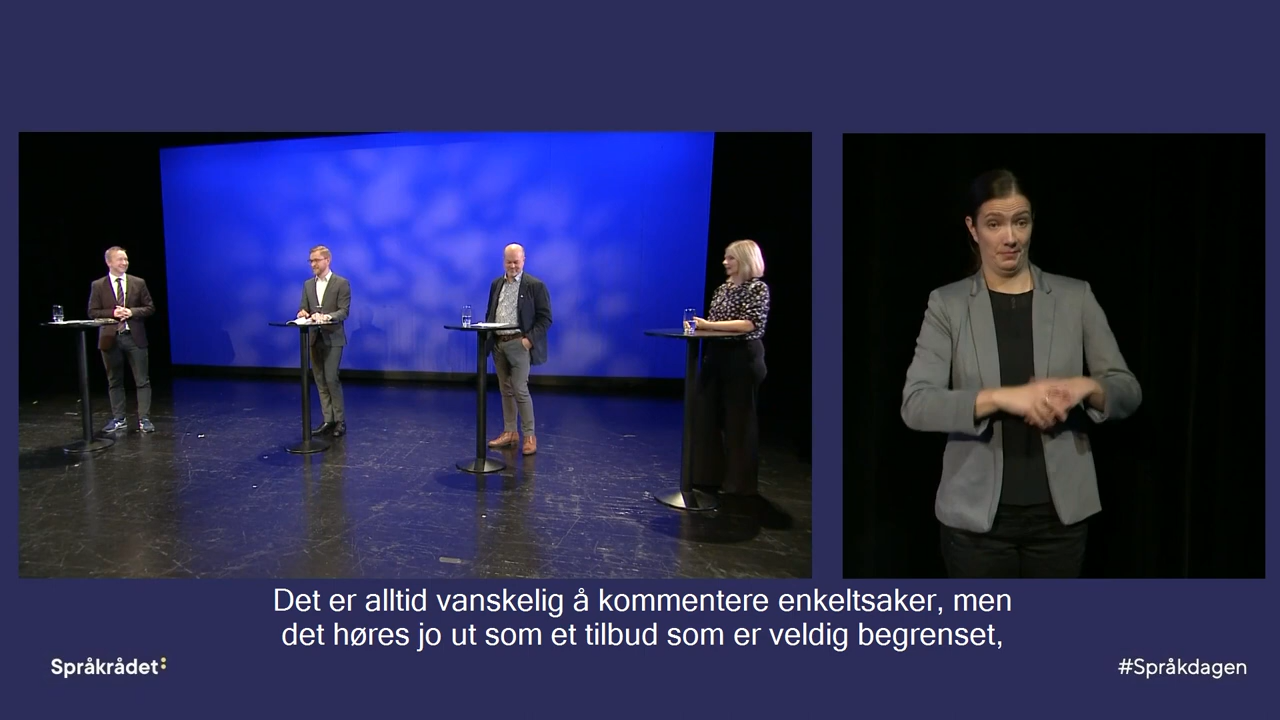 Det er alltid vanskelig å kommentere enkeltsaker, men
det høres jo ut som et tilbud som er veldig begrenset,
Språkrådet:
#Språkdagen